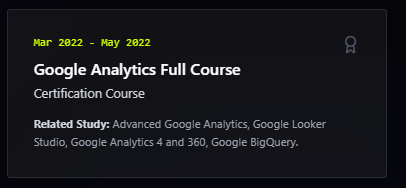 Mar 2022 - May 2022
Google Analytics Full Course
Certification Course
Related Study: Advanced Google Analytics, Google Looker
Studio, Google Analytics 4 and 360, Google BigQuery.